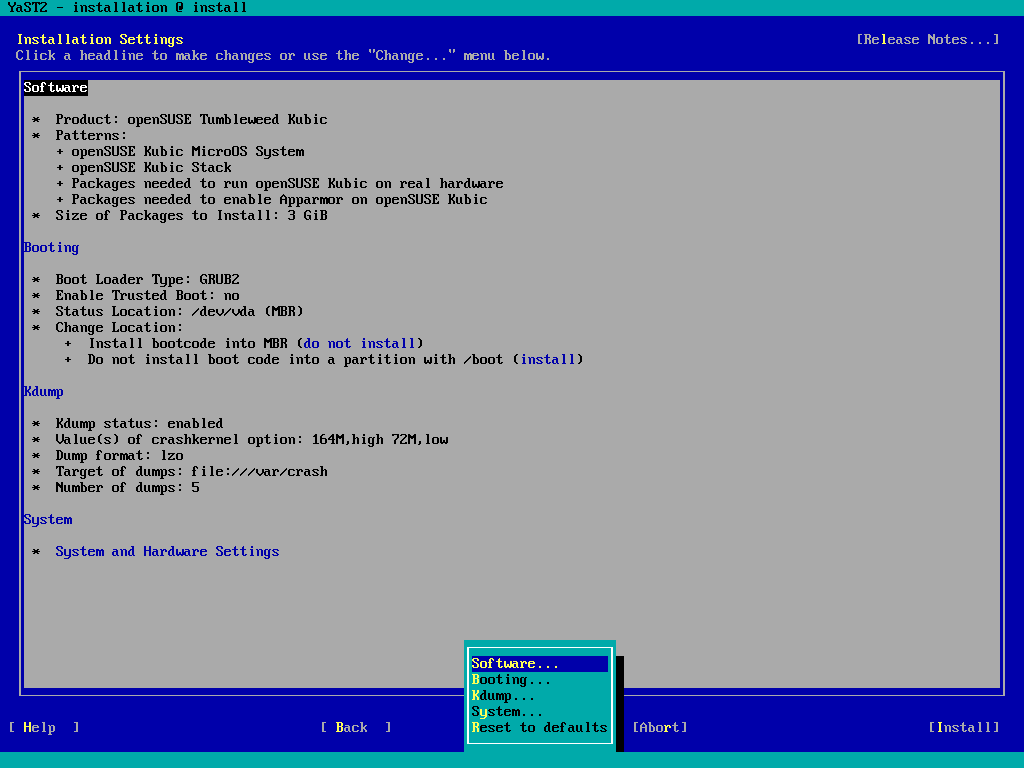 YaST2 - installation @ install
Installation Settings [Release Notes...]
Click a headline to make changes or use the "Change..." menu below.
Software
* Product: openSUSE Tumbleweed Kubic
* Patterns:
+ openSUSE Kubic MicroOS System
+ openSUSE Kubic Stack
+ Packages needed to run openSUSE Kubic on real hardware
+ Packages needed to enable Apparmor on openSUSE Kubic
* Size of Packages to Install: 3 GiB
Booting
* Boot Loader Type: GRUB2
* Enable Trusted Boot: no
* Status Location: /dev/vda (MBR)
* Change Location:
+ Install bootcode into MBR (do not install)
+ Do not install boot code into a partition with /boot (install)
Kdump
* Kdump status: enabled
* Value(s) of crashkernel option: 164M,high 72M,low
* Dump format: lzo
* Target of dumps: file:///var/crash
* Number of dumps: 5
System
* System and Hardware Settings
Software...
Booting...
Kdump...
System...
Reset to defaults
[ Help ] [ Back ] [Abort] [Install]